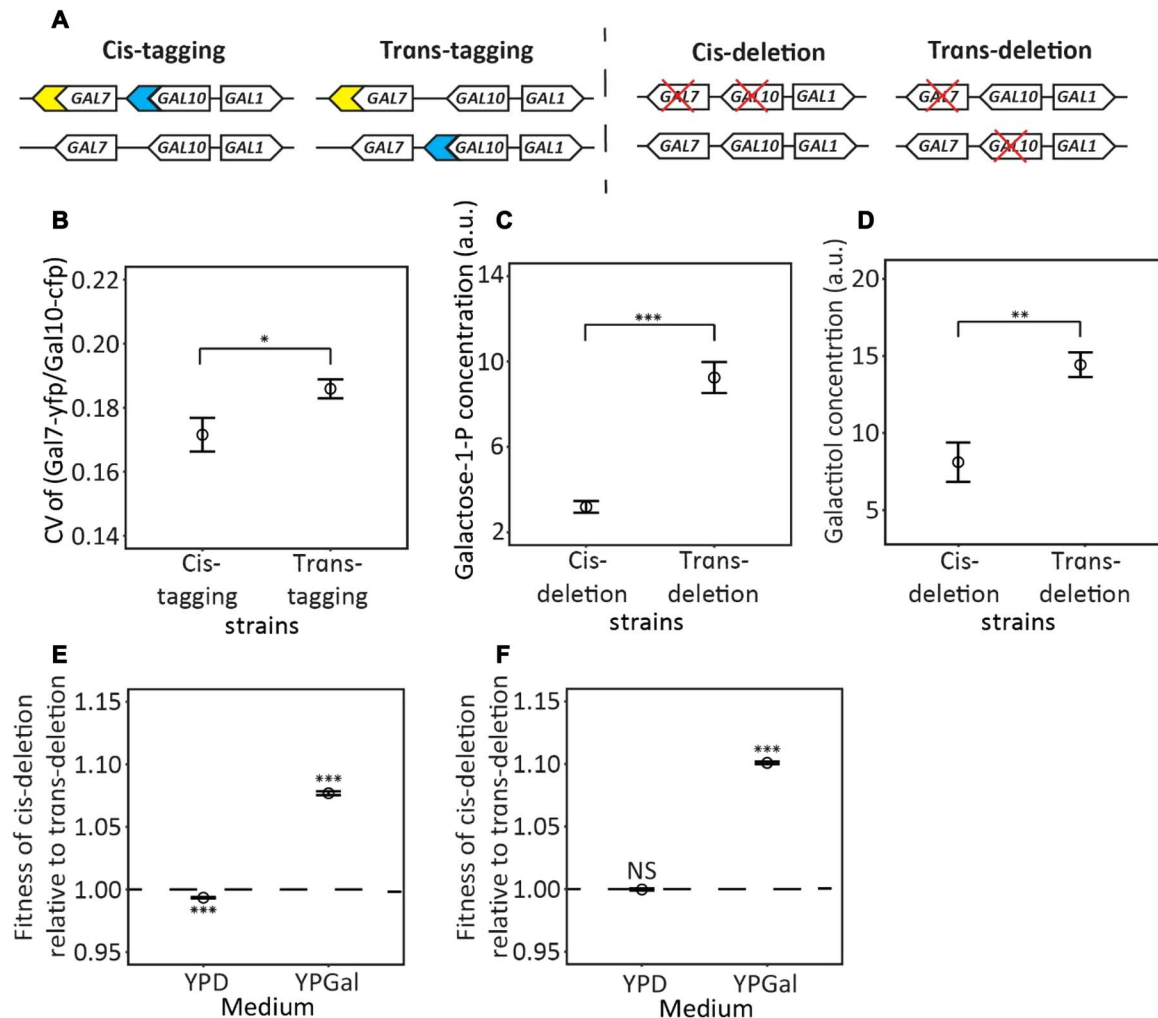 A
Cis-tagging
Trans-tagging
Cis-deletion
Trans-deletion
GAL7 GAL10 GAL1
GAL7 GAL10 GAL1
GAL7 GAL10 GAL1
GAL7 GAL10 GAL1
GAL7 GAL10 GAL1
GAL7 GAL10 GAL1
GAL7 GAL10 GAL1
GAL7 GAL10 GAL1
B
CV of (Gal7-yfp/Gal10-cfp)
0.22
0.20
0.18
0.16
0.14
*
Cis-
tagging
Trans-
tagging
strains
C
Galactose-1-P concentration (a.u.)
14
10
6
2
***
Cis-
deletion
Trans-
deletion
strains
D
Galactitol concentrtion (a.u.)
20
15
10
5
**
Cis-
deletion
Trans-
deletion
strains
E
Fitness of cis-deletion
relative to trans-deletion
1.15
1.10
1.05
1.00
0.95
***
***
YPD
YPGal
Medium
F
Fitness of cis-deletion
relative to trans-deletion
1.15
1.10
1.05
1.00
0.95
NS
***
YPD
YPGal
Medium